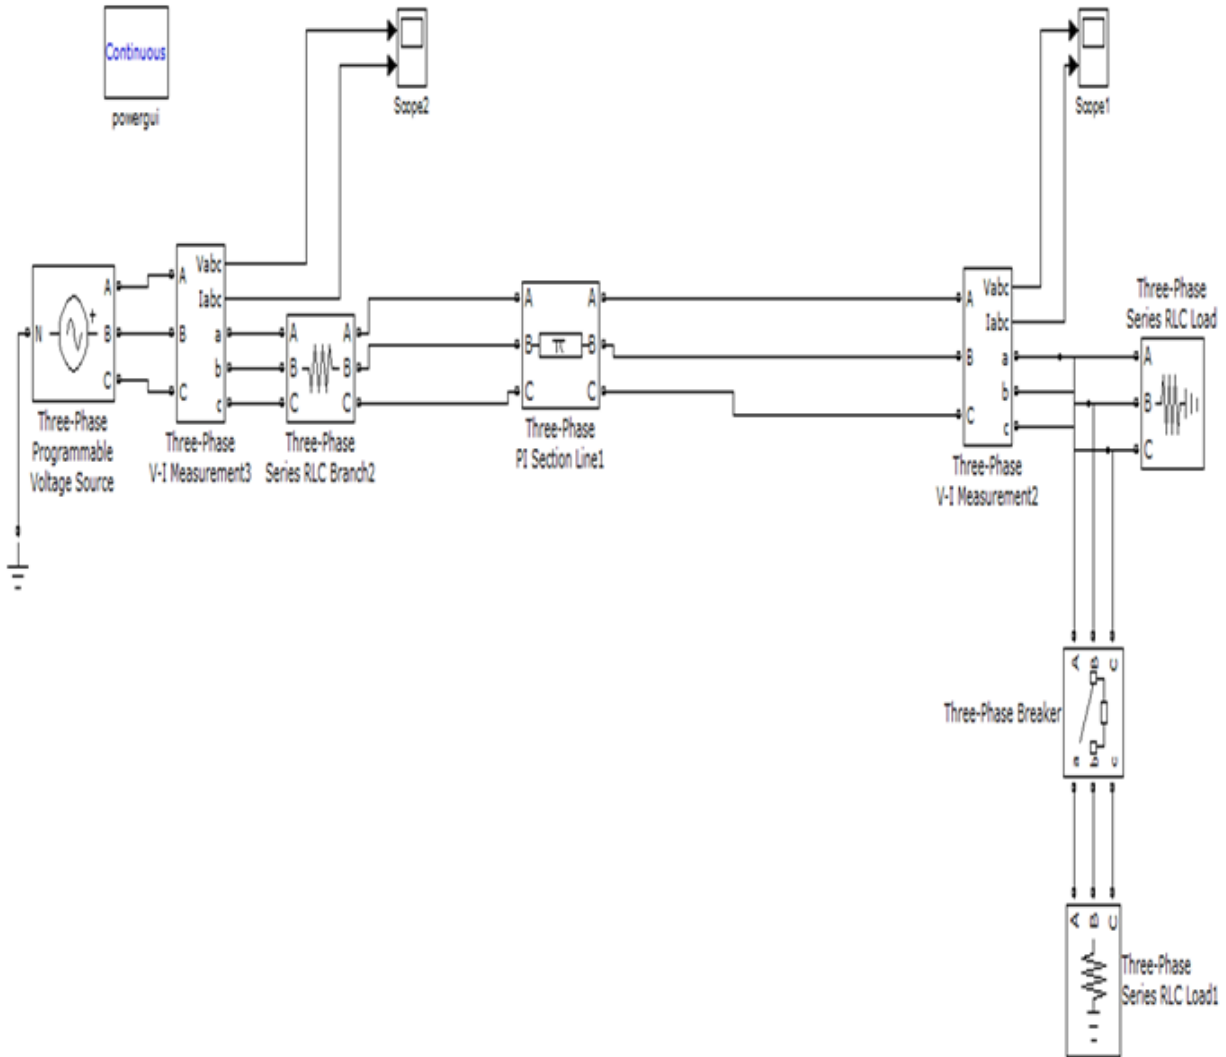 Continuous
powergui
Scope2
Scope1
N
A
B
C
+
Three-Phase
Programmable
Voltage Source
A
B
C
Vabc
Iabc
a
b
c
Three-Phase
V-I Measurement3
A
B
C
A
B
C
Three-Phase
Series RLC Branch2
A
B
C
π
A
B
C
Three-Phase
PI Section Line1
A
B
C
Vabc
Iabc
a
b
c
Three-Phase
V-I Measurement2
Three-Phase
Series RLC Load
A
B
C
Three-Phase Breaker
A
B
C
a
b
c
A
B
C
Three-Phase
Series RLC Load1